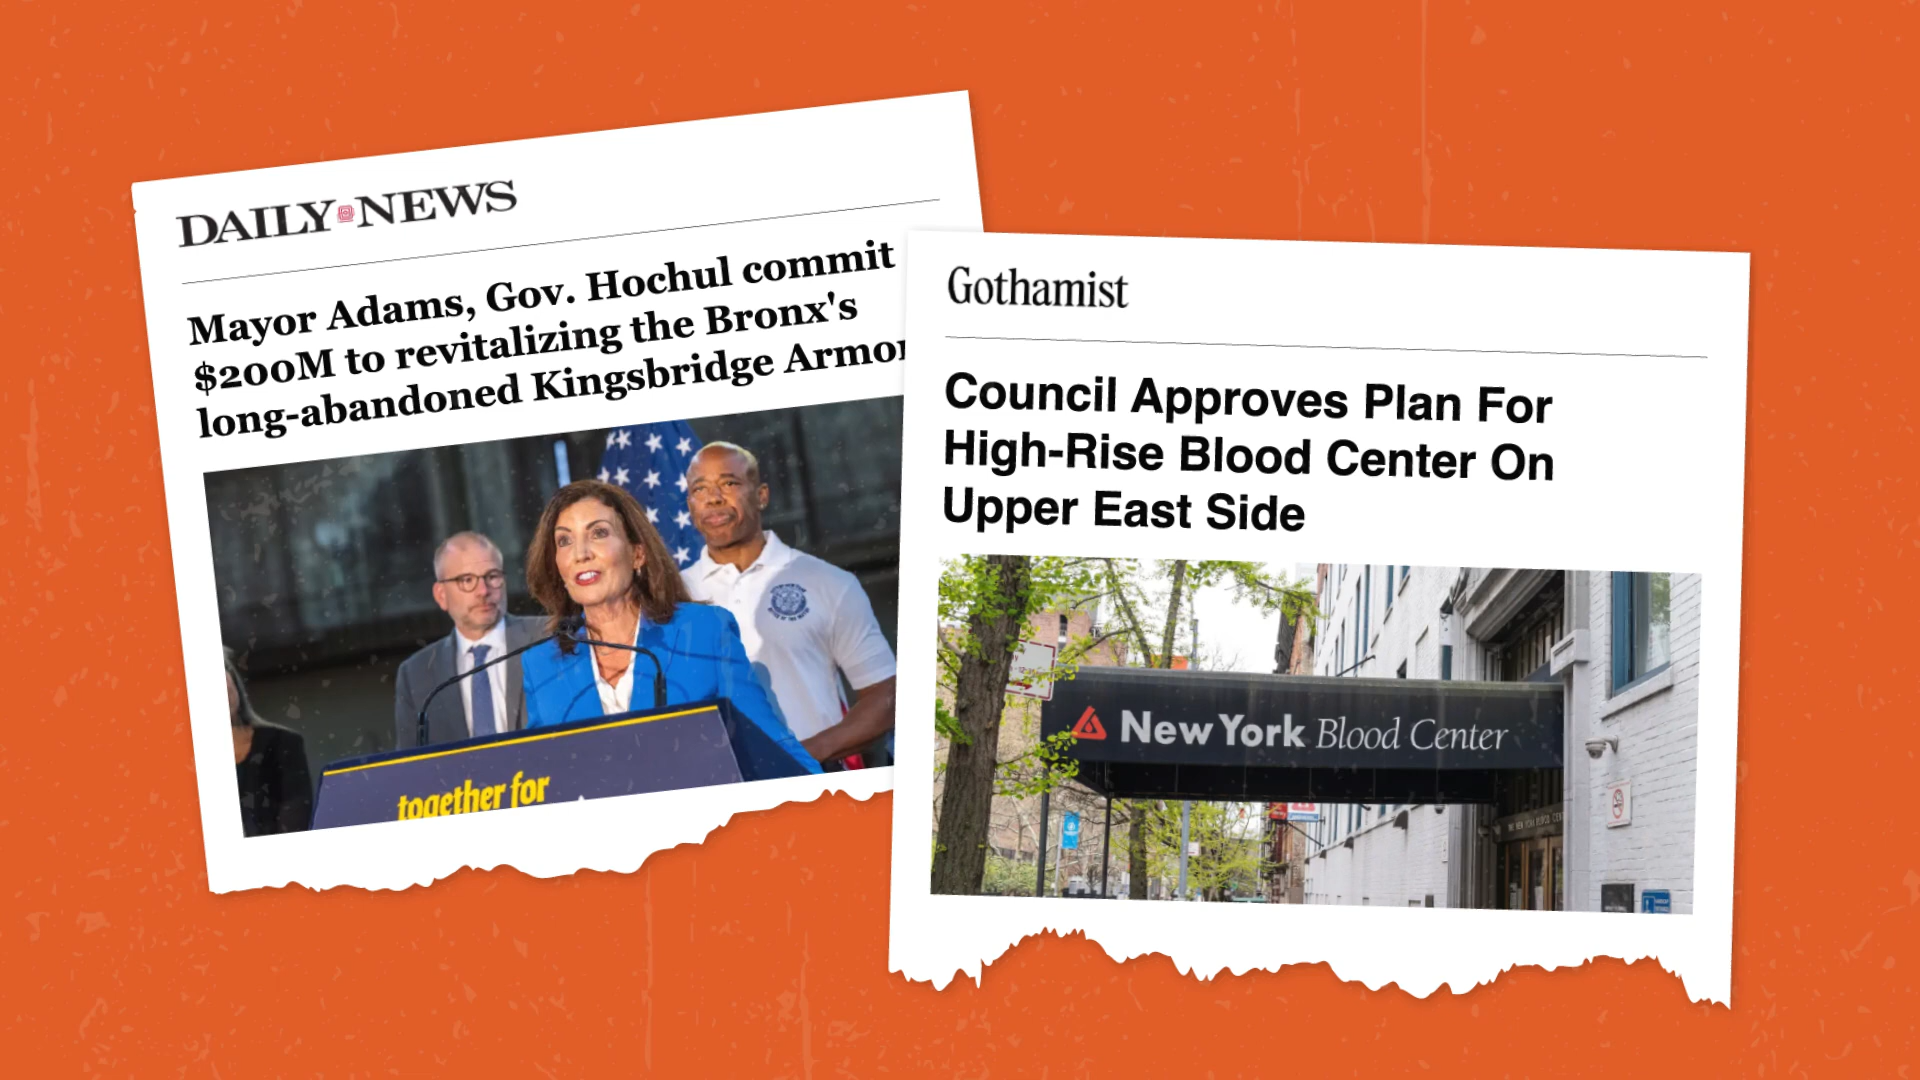 DAILY NEWS
Mayor Adams, Gov. Hochul commit
$200M to revitalizing the Bronx's
long-abandoned Kingsbridge Armor
together for
Gothamist
Council Approves Plan For
High-Rise Blood Center On
Upper East Side
New York Blood Center